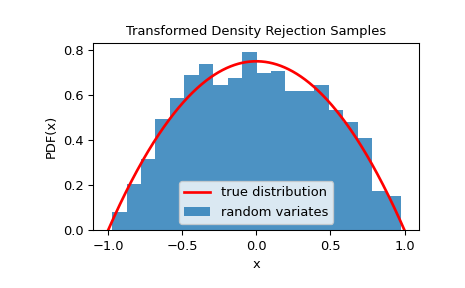 Transformed Density Rejection Samples
PDF(x)
0.8
0.6
0.4
0.2
0.0
true distribution
random variates
−1.0 −0.5 0.0 0.5 1.0
x